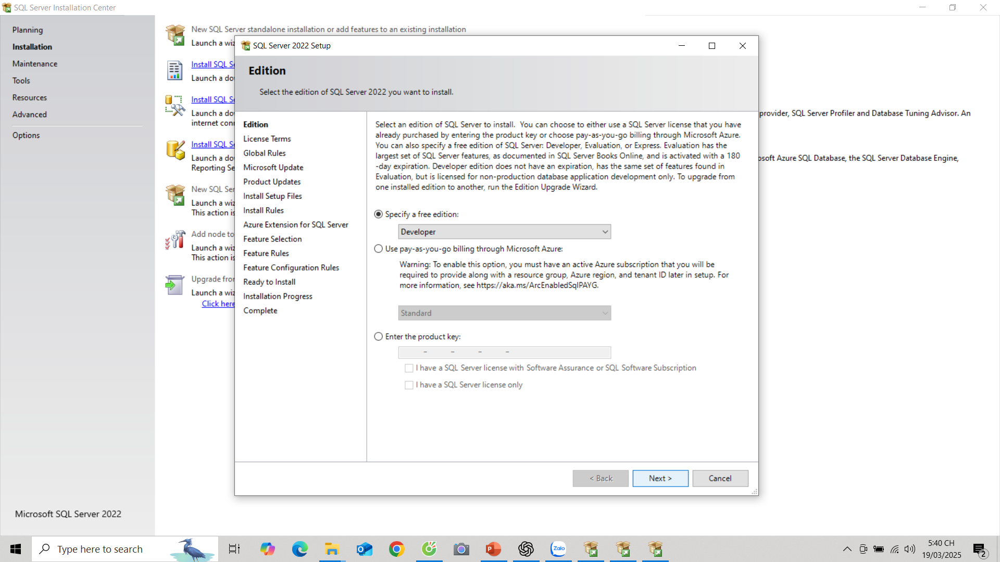 SQL Server Installation Center
Planning
Installation
Maintenance
Tools
Resources
Advanced
Options
Microsoft SQL Server 2022
New SQL Server standalone installation or add features to an existing installation
Launch a wiz
Install SQL Se
Launch a do
Install SQL Se
Launch a do
internet conn
provider, SQL Server Profiler and Database Tuning Advisor. An
Install SQL Se
Launch a do
Reporting Se
osoft Azure SQL Database, the SQL Server Database Engine,
New SQL Ser
Launch a wiz
This action is
Add node to
Launch a wiz
This action is
Upgrade from
Launch a wiz
Click here
SQL Server 2022 Setup
Edition
Select the edition of SQL Server 2022 you want to install.
Edition
License Terms
Global Rules
Microsoft Update
Product Updates
Install Setup Files
Install Rules
Azure Extension for SQL Server
Feature Selection
Feature Rules
Feature Configuration Rules
Ready to Install
Installation Progress
Complete
Select an edition of SQL Server to install. You can choose to either use a SQL Server license that you have
already purchased by entering the product key or choose pay-as-you-go billing through Microsoft Azure.
You can also specify a free edition of SQL Server: Developer, Evaluation, or Express. Evaluation has the
largest set of SQL Server features, as documented in SQL Server Books Online, and is activated with a 180
-day expiration. Developer edition does not have an expiration, has the same set of features found in
Evaluation, but is licensed for non-production database application development only. To upgrade from
one installed edition to another, run the Edition Upgrade Wizard.
Specify a free edition:
Developer
Use pay-as-you-go billing through Microsoft Azure:
Warning: To enable this option, you must have an active Azure subscription that you will be
required to provide along with a resource group, Azure region, and tenant ID later in setup. For
more information, see https://aka.ms/ArcEnabledSqlPAYG.
Standard
Enter the product key:
- - - -
I have a SQL Server license with Software Assurance or SQL Software Subscription
I have a SQL Server license only
< Back
Next >
Cancel
Type here to search
Zalo
5:40 CH
19/03/2025
2